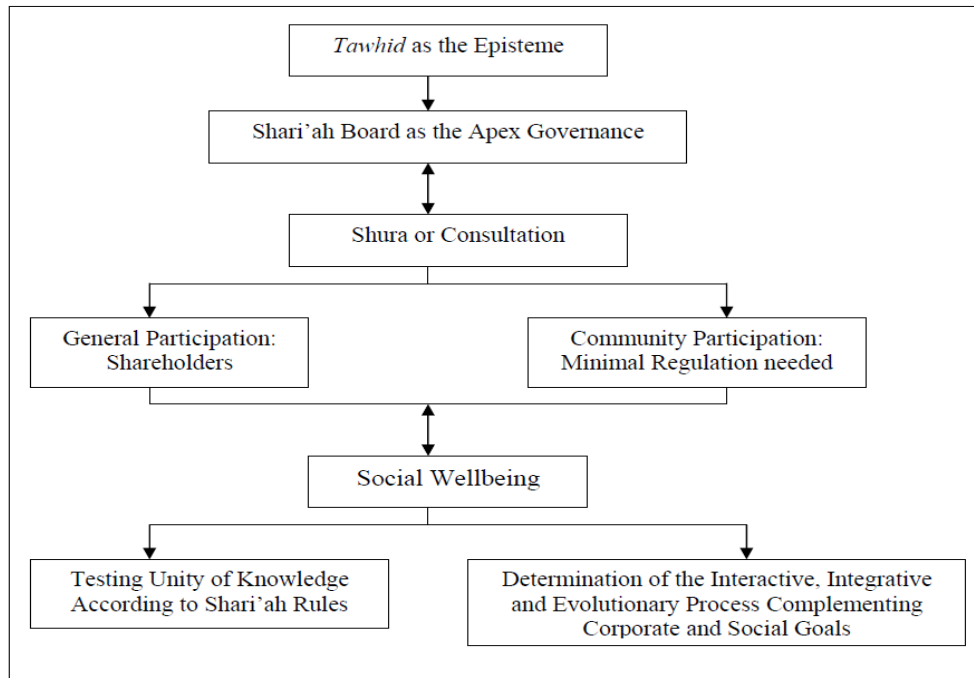 Tawhid as the Episteme
Shari’ah Board as the Apex Governance
Shura or Consultation
General Participation:
Shareholders
Community Participation:
Minimal Regulation needed
Social Wellbeing
Testing Unity of Knowledge
According to Shari’ah Rules
Determination of the Interactive, Integrative
and Evolutionary Process Complementing
Corporate and Social Goals